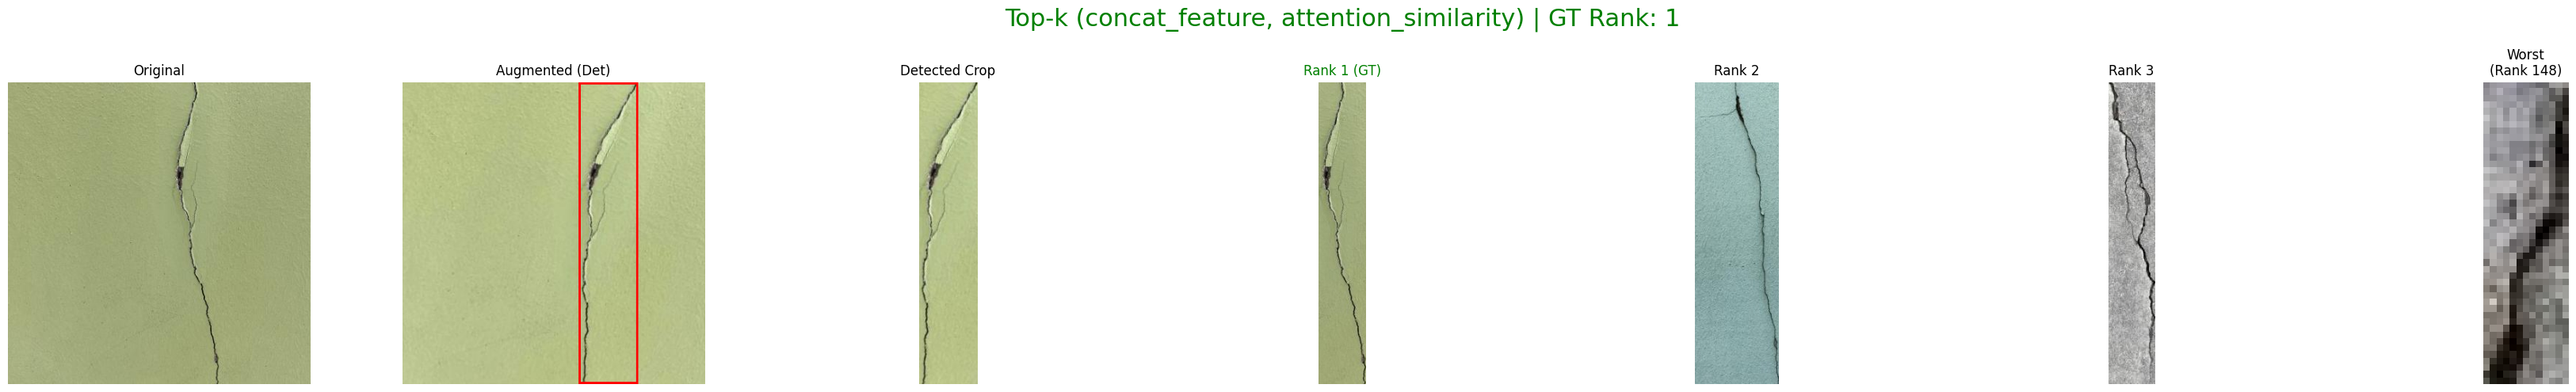 Top-k (concat_feature, attention_similarity) | GT Rank: 1
Original
Augmented (Det)
Detected Crop
Rank 1 (GT)
Rank 2
Rank 3
Worst
(Rank 148)